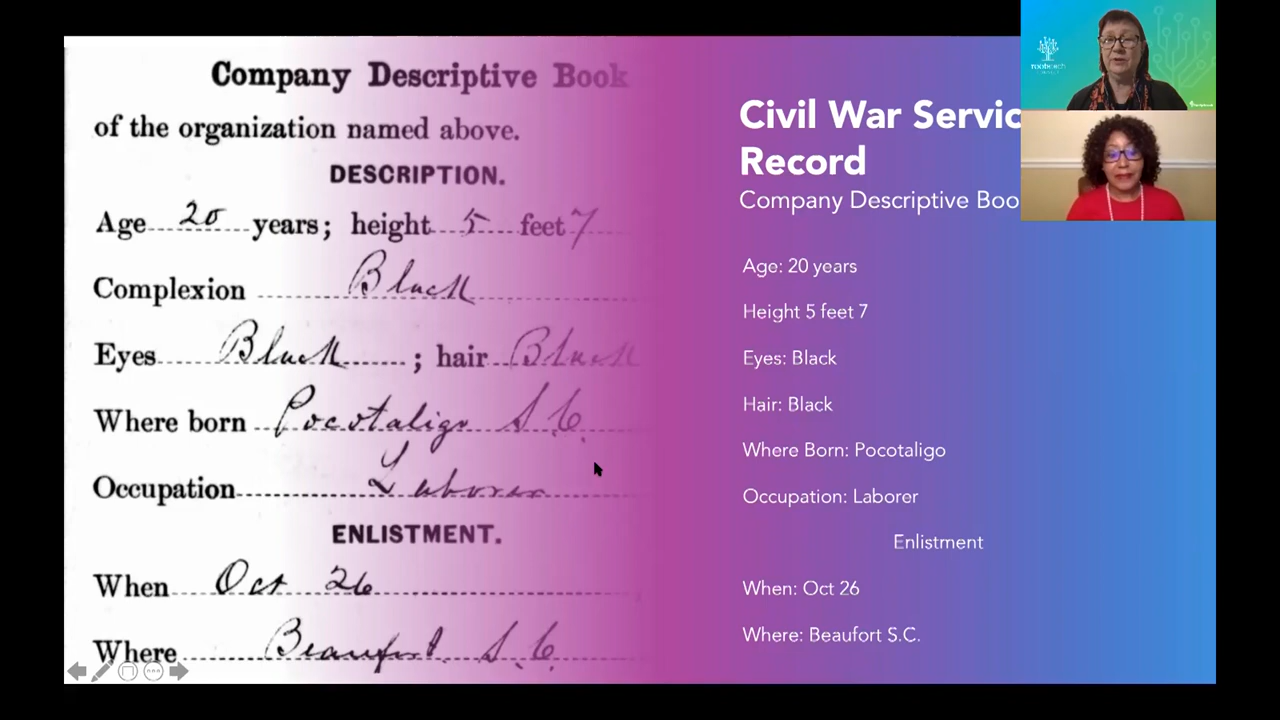 Company Descriptive Book
of the organization named above.
DESCRIPTION.
Age 20 years; height 5 feet 7
Complexion Black
Eyes Black ; hair Black
Where born Pocotaligo S.C.
Occupation Laborer
ENLISTMENT.
When Oct 26
Where Beaufort S.C.
Civil War Servic
Record
Company Descriptive Boo
Age: 20 years
Height 5 feet 7
Eyes: Black
Hair: Black
Where Born: Pocotaligo
Occupation: Laborer
Enlistment
When: Oct 26
Where: Beaufort S.C.
rootstech